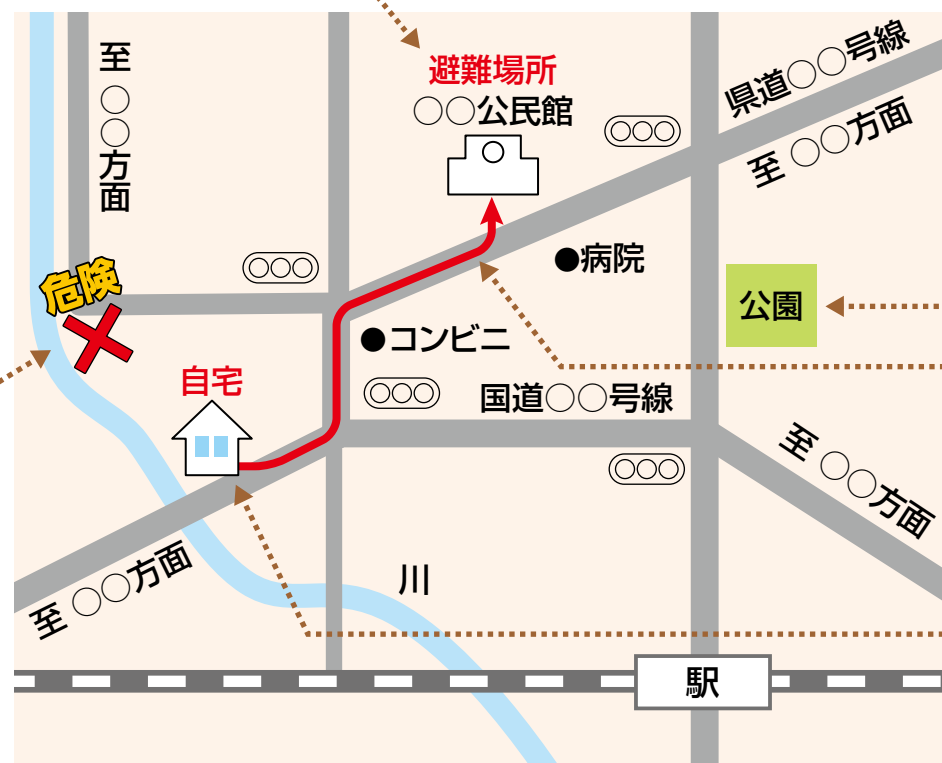 避難場所
○○公民館
県道○○号線
至 ○○方面
至 ○○方面
危険
●病院
公園
●コンビニ
自宅
国道○○号線
至 ○○方面
至 ○○方面
川
駅